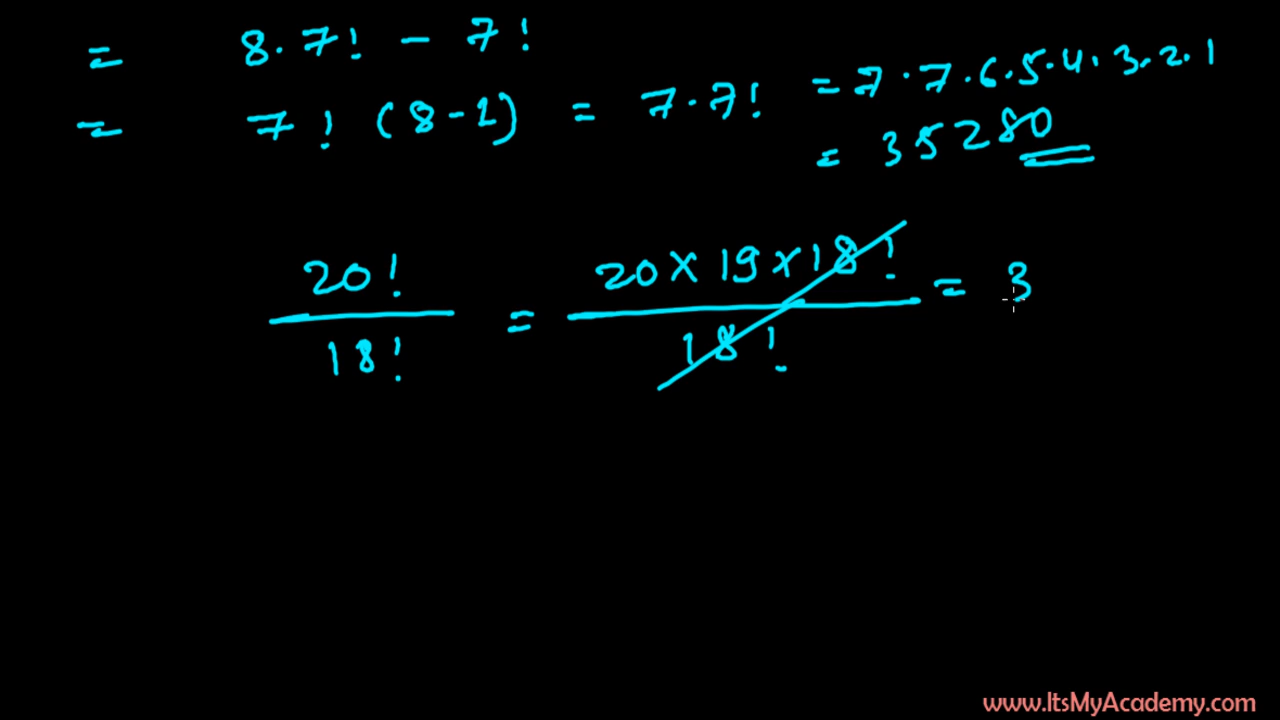 = 8.7! - 7!
= 7! (8-1) = 7.7! = 7.7.6.5.4.3.2.1
= 35280
20! / 18! = 20 x 19 x 18! / 18! = 3
www.ItsMyAcademy.com